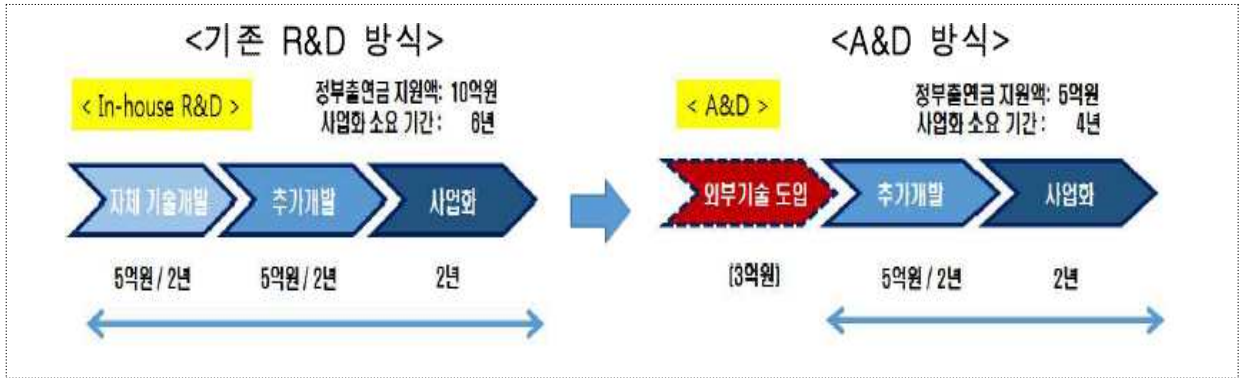 <기존 R&D 방식>
< In-house R&D >
정부출연금 지원액: 10억원
사업화 소요 기간 : 6년
자체 기술개발
추가개발
사업화
5억원 / 2년
5억원 / 2년
2년
<A&D 방식>
< A&D >
정부출연금 지원액: 5억원
사업화 소요 기간 : 4년
외부기술 도입
추가개발
사업화
(3억원)
5억원 / 2년
2년